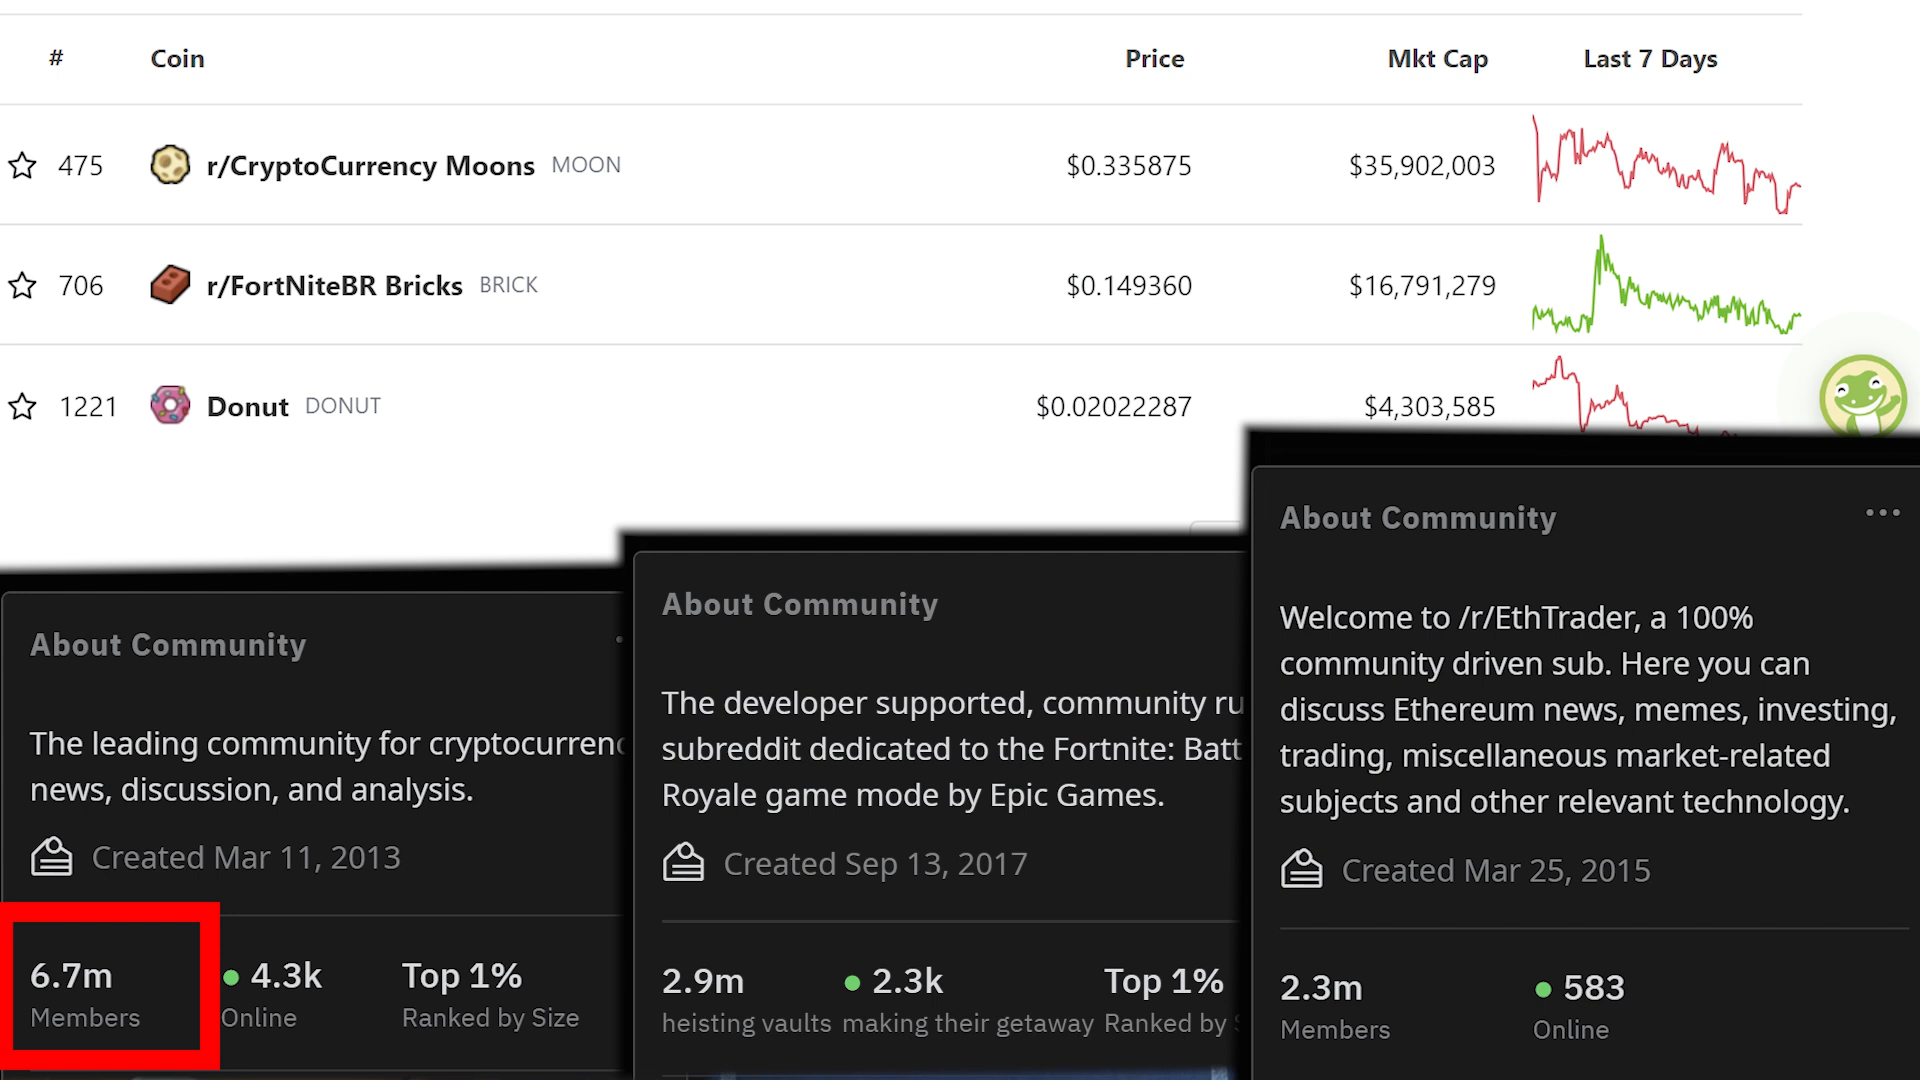 # Coin Price Mkt Cap Last 7 Days
475 r/CryptoCurrency Moons MOON $0.335875 $35,902,003
706 r/FortNiteBR Bricks BRICK $0.149360 $16,791,279
1221 Donut DONUT $0.02022287 $4,303,585
About Community
The leading community for cryptocurrenc
news, discussion, and analysis.
Created Mar 11, 2013
6.7m 4.3k Top 1%
Members Online Ranked by Size
About Community
The developer supported, community ru
subreddit dedicated to the Fortnite: Batt
Royale game mode by Epic Games.
Created Sep 13, 2017
2.9m 2.3k Top 1%
heisting vaults making their getaway Ranked by S
About Community
Welcome to /r/EthTrader, a 100%
community driven sub. Here you can
discuss Ethereum news, memes, investing,
trading, miscellaneous market-related
subjects and other relevant technology.
Created Mar 25, 2015
2.3m 583
Members Online